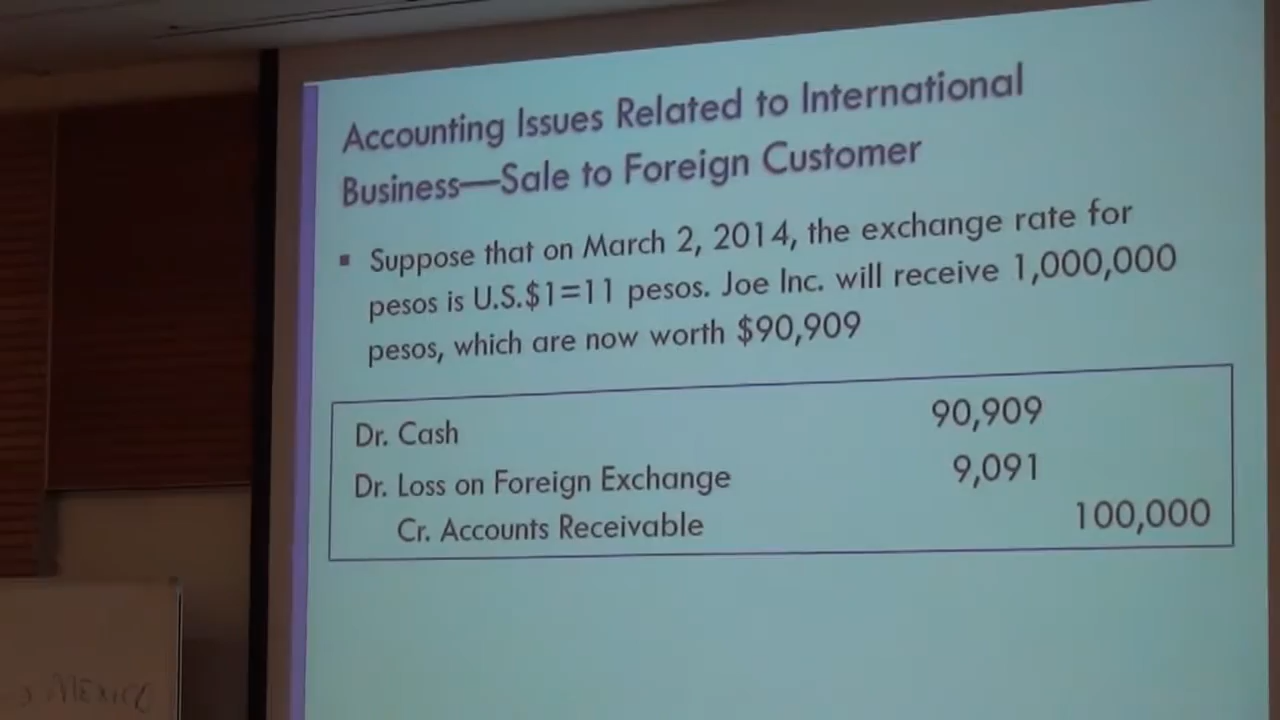 Accounting Issues Related to International
Business—Sale to Foreign Customer
▪ Suppose that on March 2, 2014, the exchange rate for
pesos is U.S.$1=11 pesos. Joe Inc. will receive 1,000,000
pesos, which are now worth $90,909
Dr. Cash 90,909
Dr. Loss on Foreign Exchange 9,091
Cr. Accounts Receivable 100,000
MEXICO